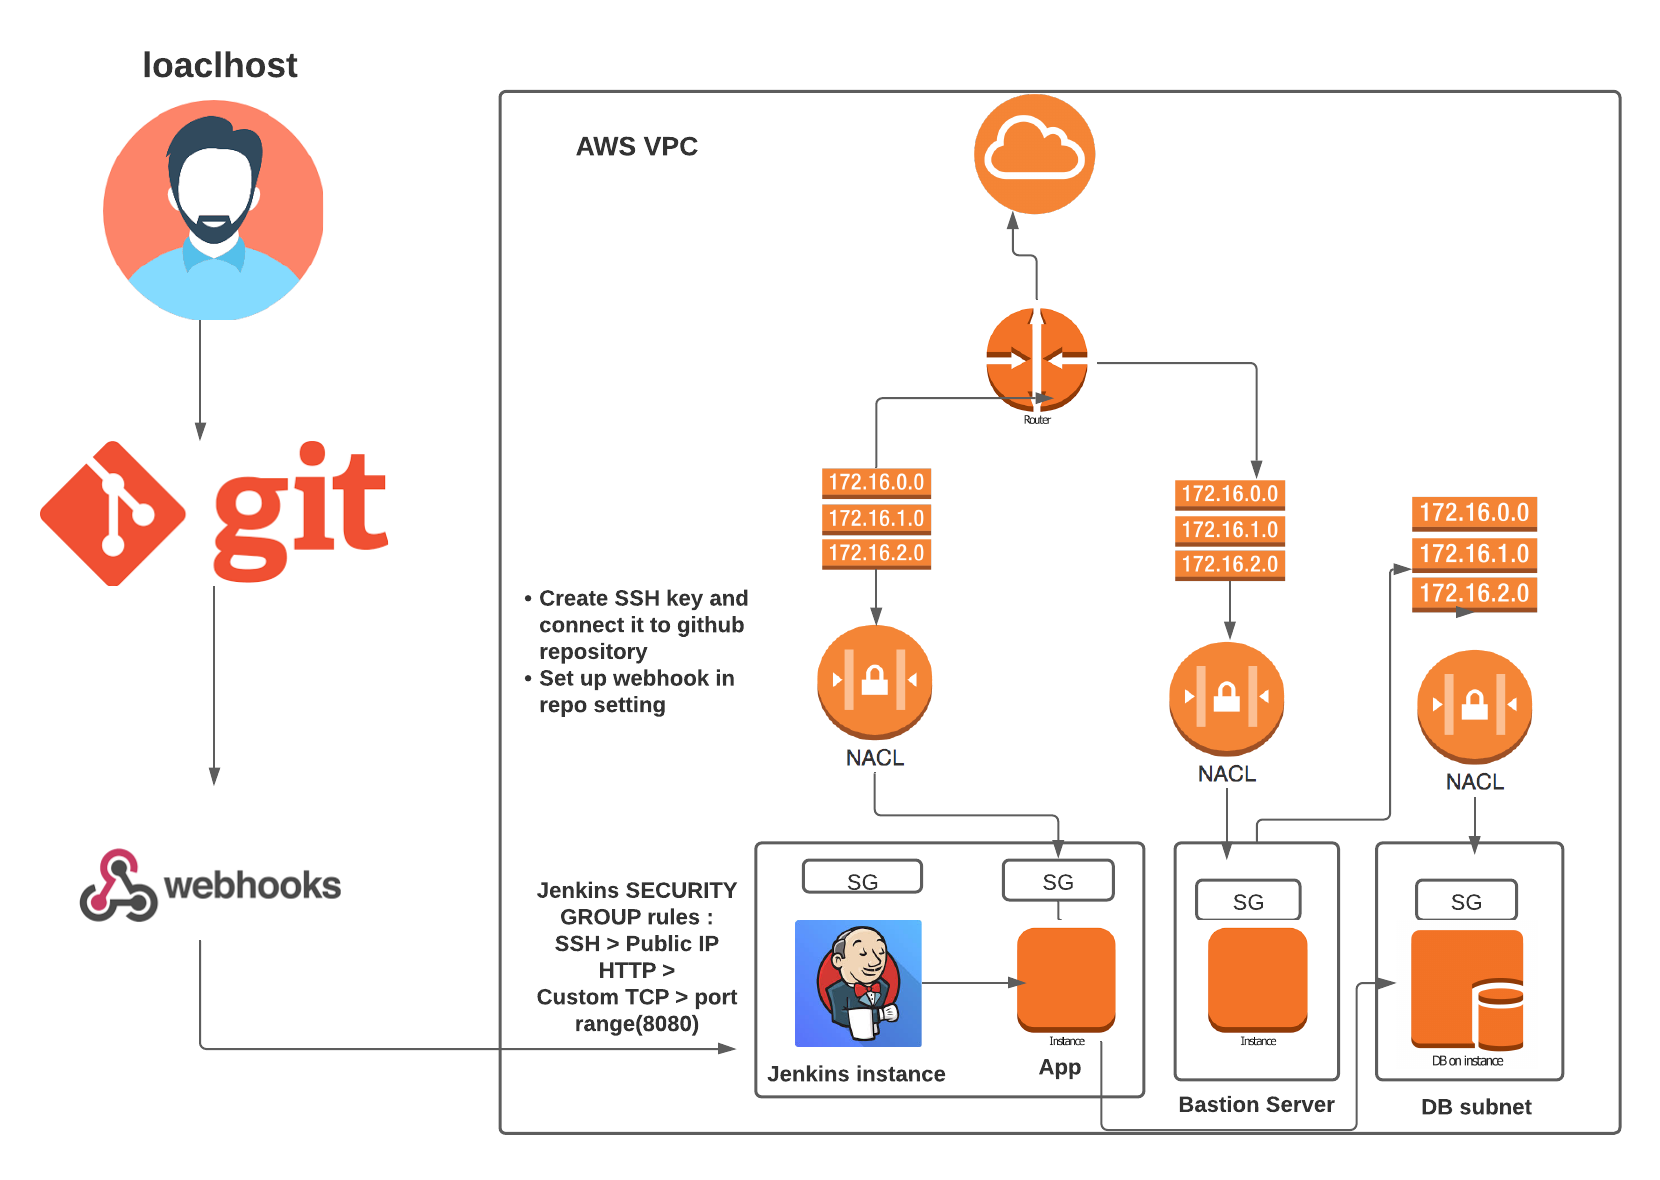 loaclhost
AWS VPC
Router
git
172.16.0.0
172.16.1.0
172.16.2.0
172.16.0.0
172.16.1.0
172.16.2.0
172.16.0.0
172.16.1.0
172.16.2.0
• Create SSH key and
connect it to github
repository
• Set up webhook in
repo setting
NACL
NACL
NACL
webhooks
Jenkins SECURITY
GROUP rules :
SSH > Public IP
HTTP >
Custom TCP > port
range(8080)
SG
SG
SG
SG
Instance
Instance
DB on instance
Jenkins instance
App
Bastion Server
DB subnet